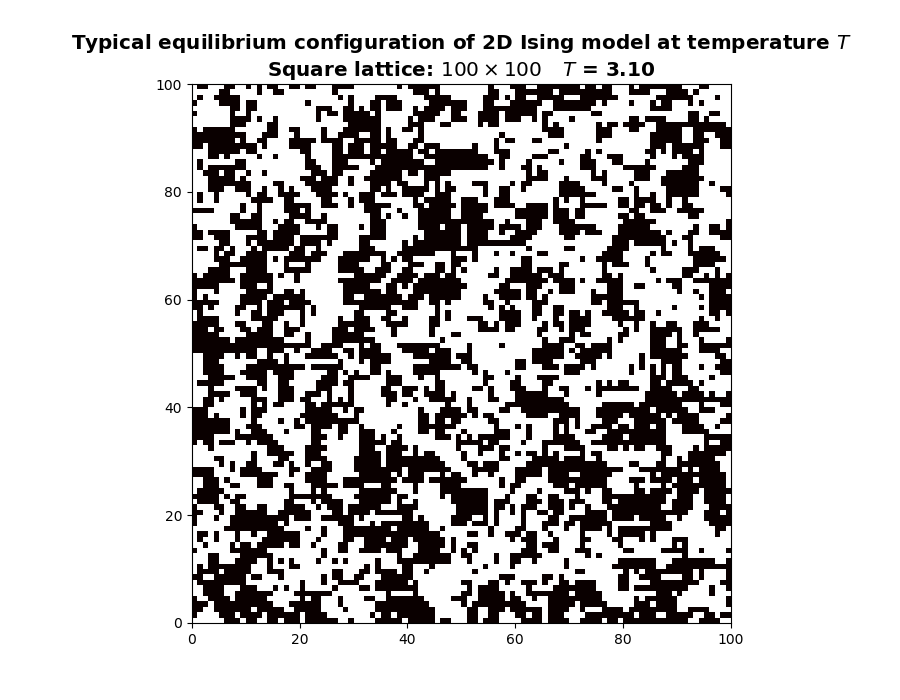 Typical equilibrium configuration of 2D Ising model at temperature T
Square lattice: 100 × 100 T = 3.10
100
80
60
40
20
0
0 20 40 60 80 100